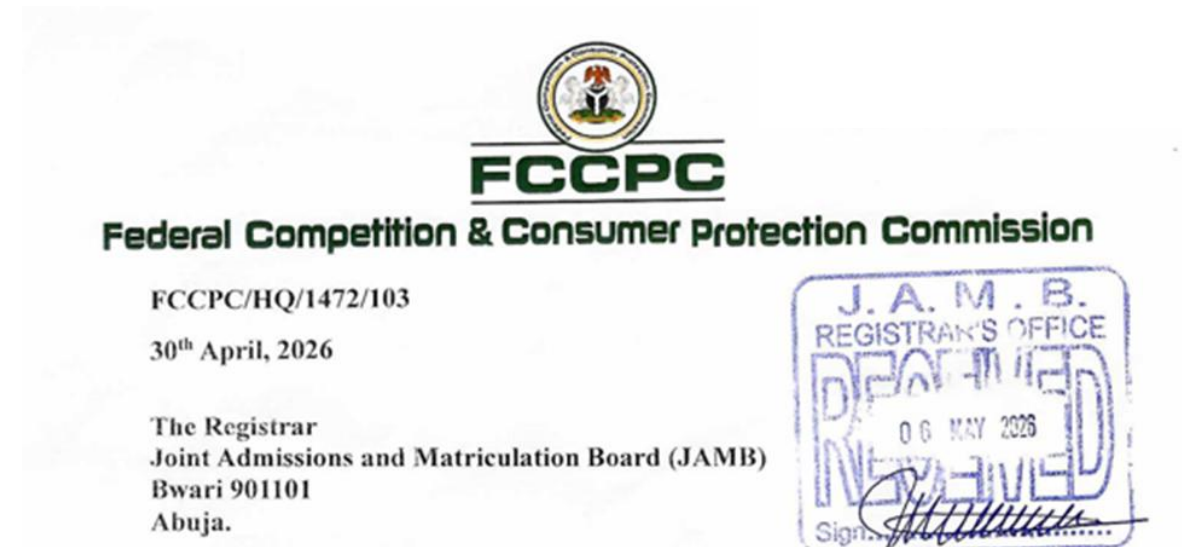 FCCPC
Federal Competition & Consumer Protection Commission
FCCPC/HQ/1472/103
30th April, 2026
The Registrar
Joint Admissions and Matriculation Board (JAMB)
Bwari 901101
Abuja.
J. A. M . B.
REGISTRAR'S OFFICE
RECEIVED
06 MAY 2026
Sign